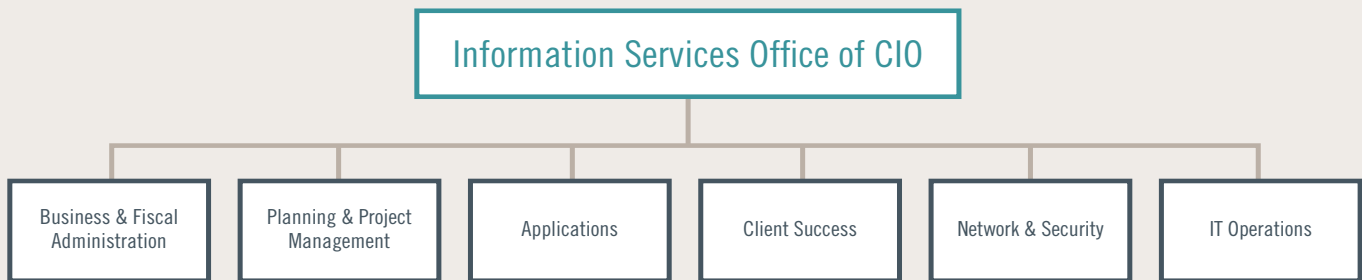 Information Services Office of CIO
Business & Fiscal
Administration
Planning & Project
Management
Applications
Client Success
Network & Security
IT Operations